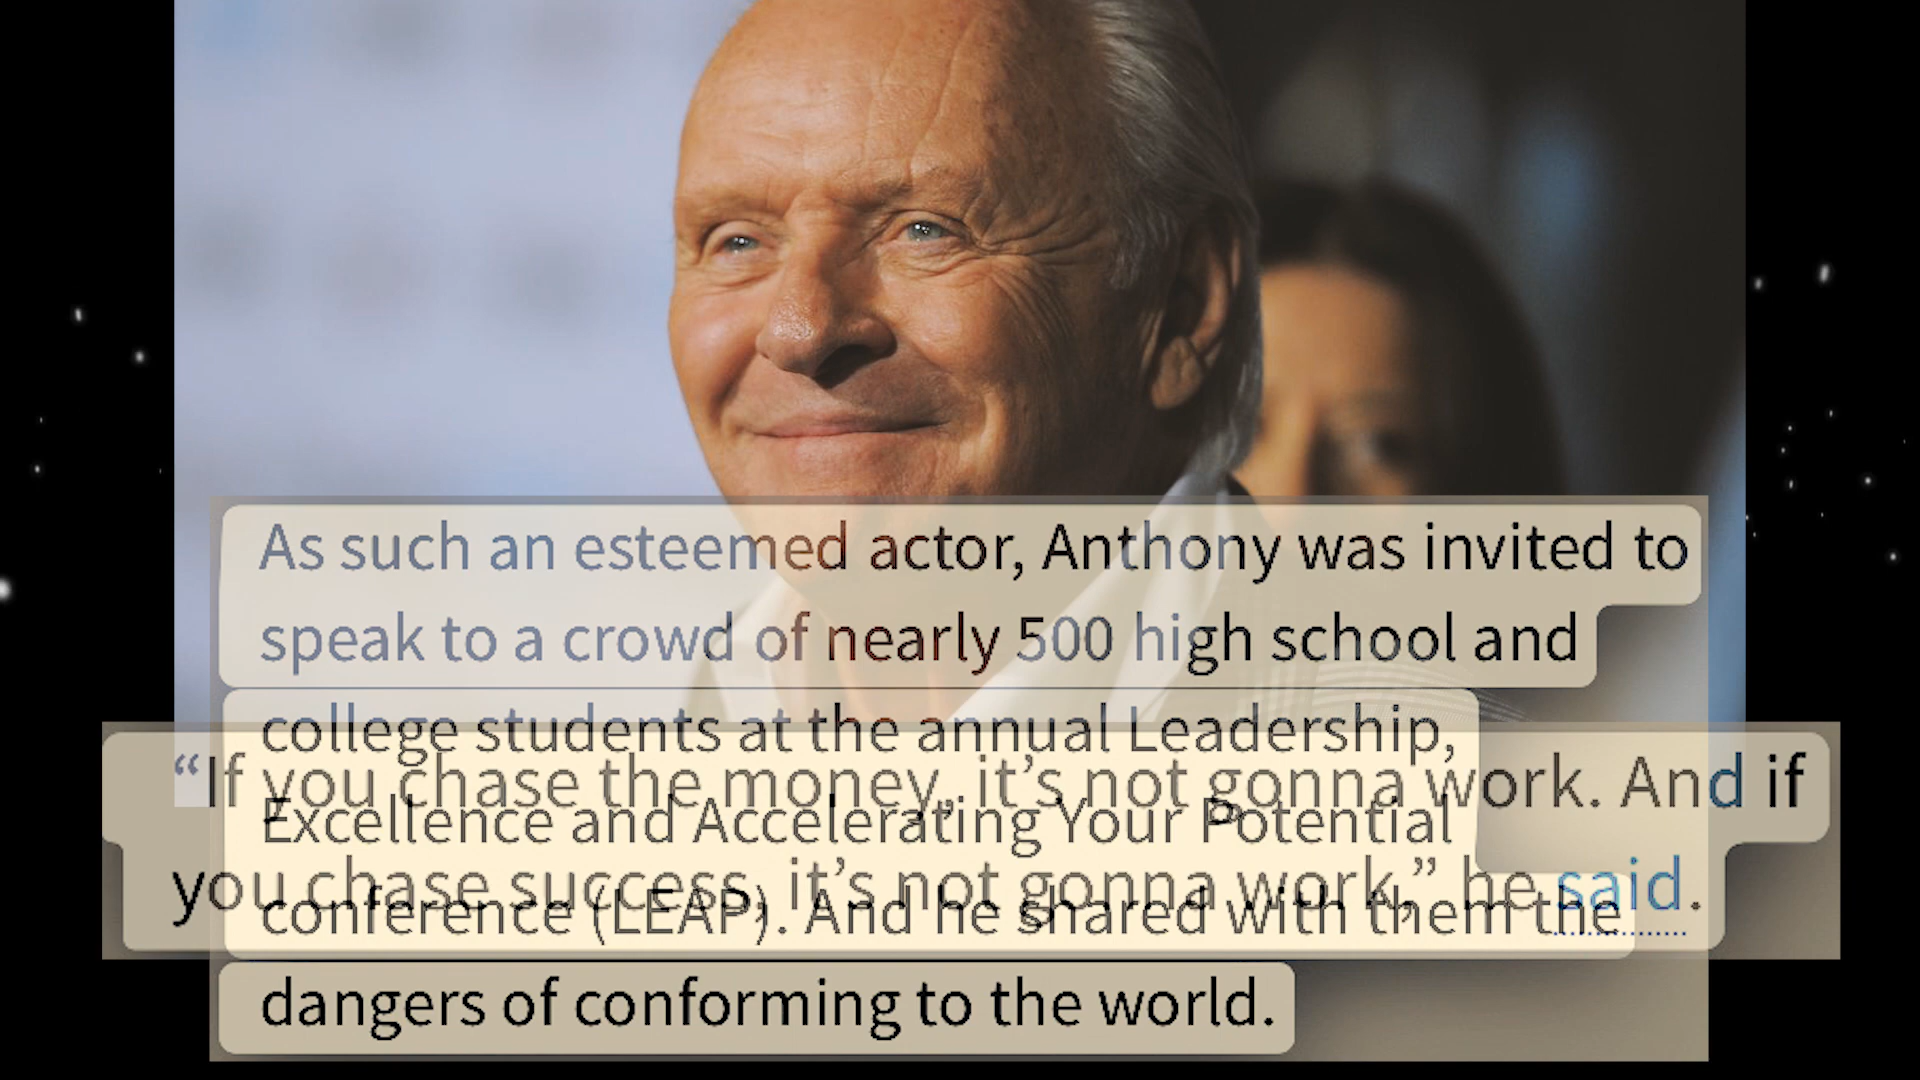 As such an esteemed actor, Anthony was invited to
speak to a crowd of nearly 500 high school and
college students at the annual Leadership,
Excellence and Accelerating Your Potential
conference (LEAP). And he shared with them the
dangers of conforming to the world.
“If you chase the money, it’s not gonna work. And if
you chase success, it’s not gonna work,” he said.